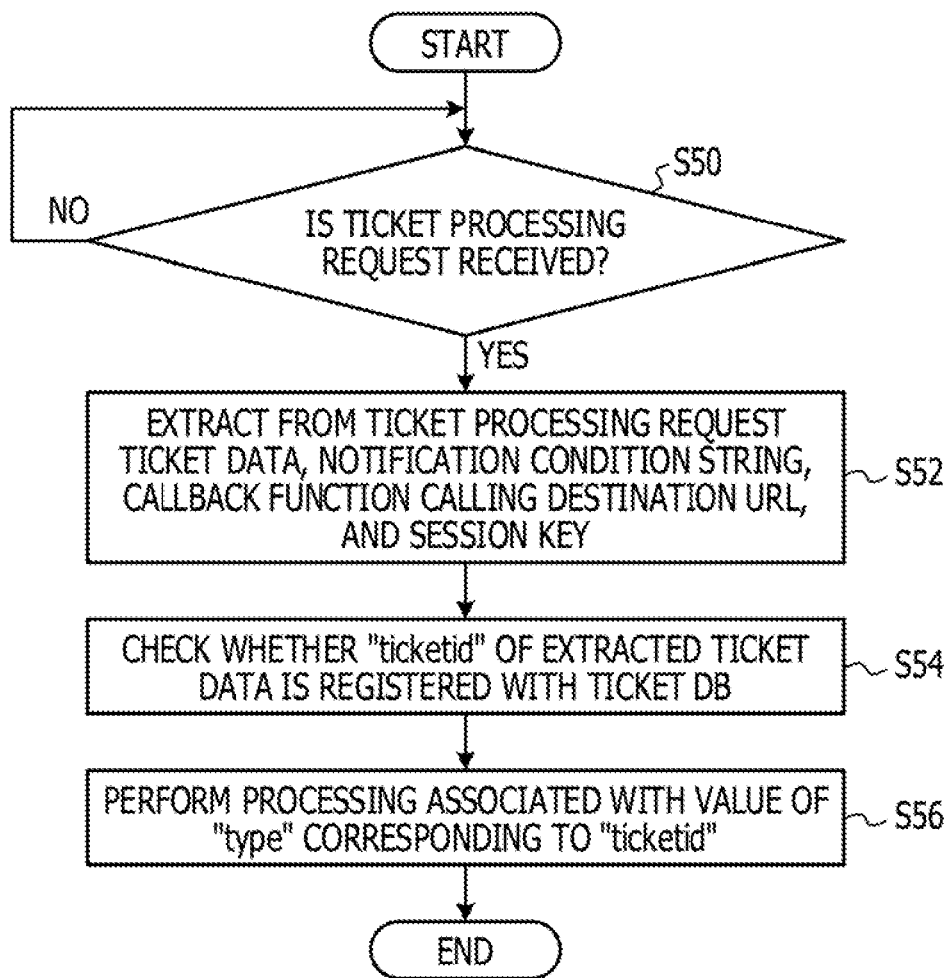 START
S50
NO
IS TICKET PROCESSING
REQUEST RECEIVED?
YES
EXTRACT FROM TICKET PROCESSING REQUEST
TICKET DATA, NOTIFICATION CONDITION STRING,
CALLBACK FUNCTION CALLING DESTINATION URL,
AND SESSION KEY
S52
CHECK WHETHER "ticketid" OF EXTRACTED TICKET
DATA IS REGISTERED WITH TICKET DB
S54
PERFORM PROCESSING ASSOCIATED WITH VALUE OF
"type" CORRESPONDING TO "ticketid"
S56
END